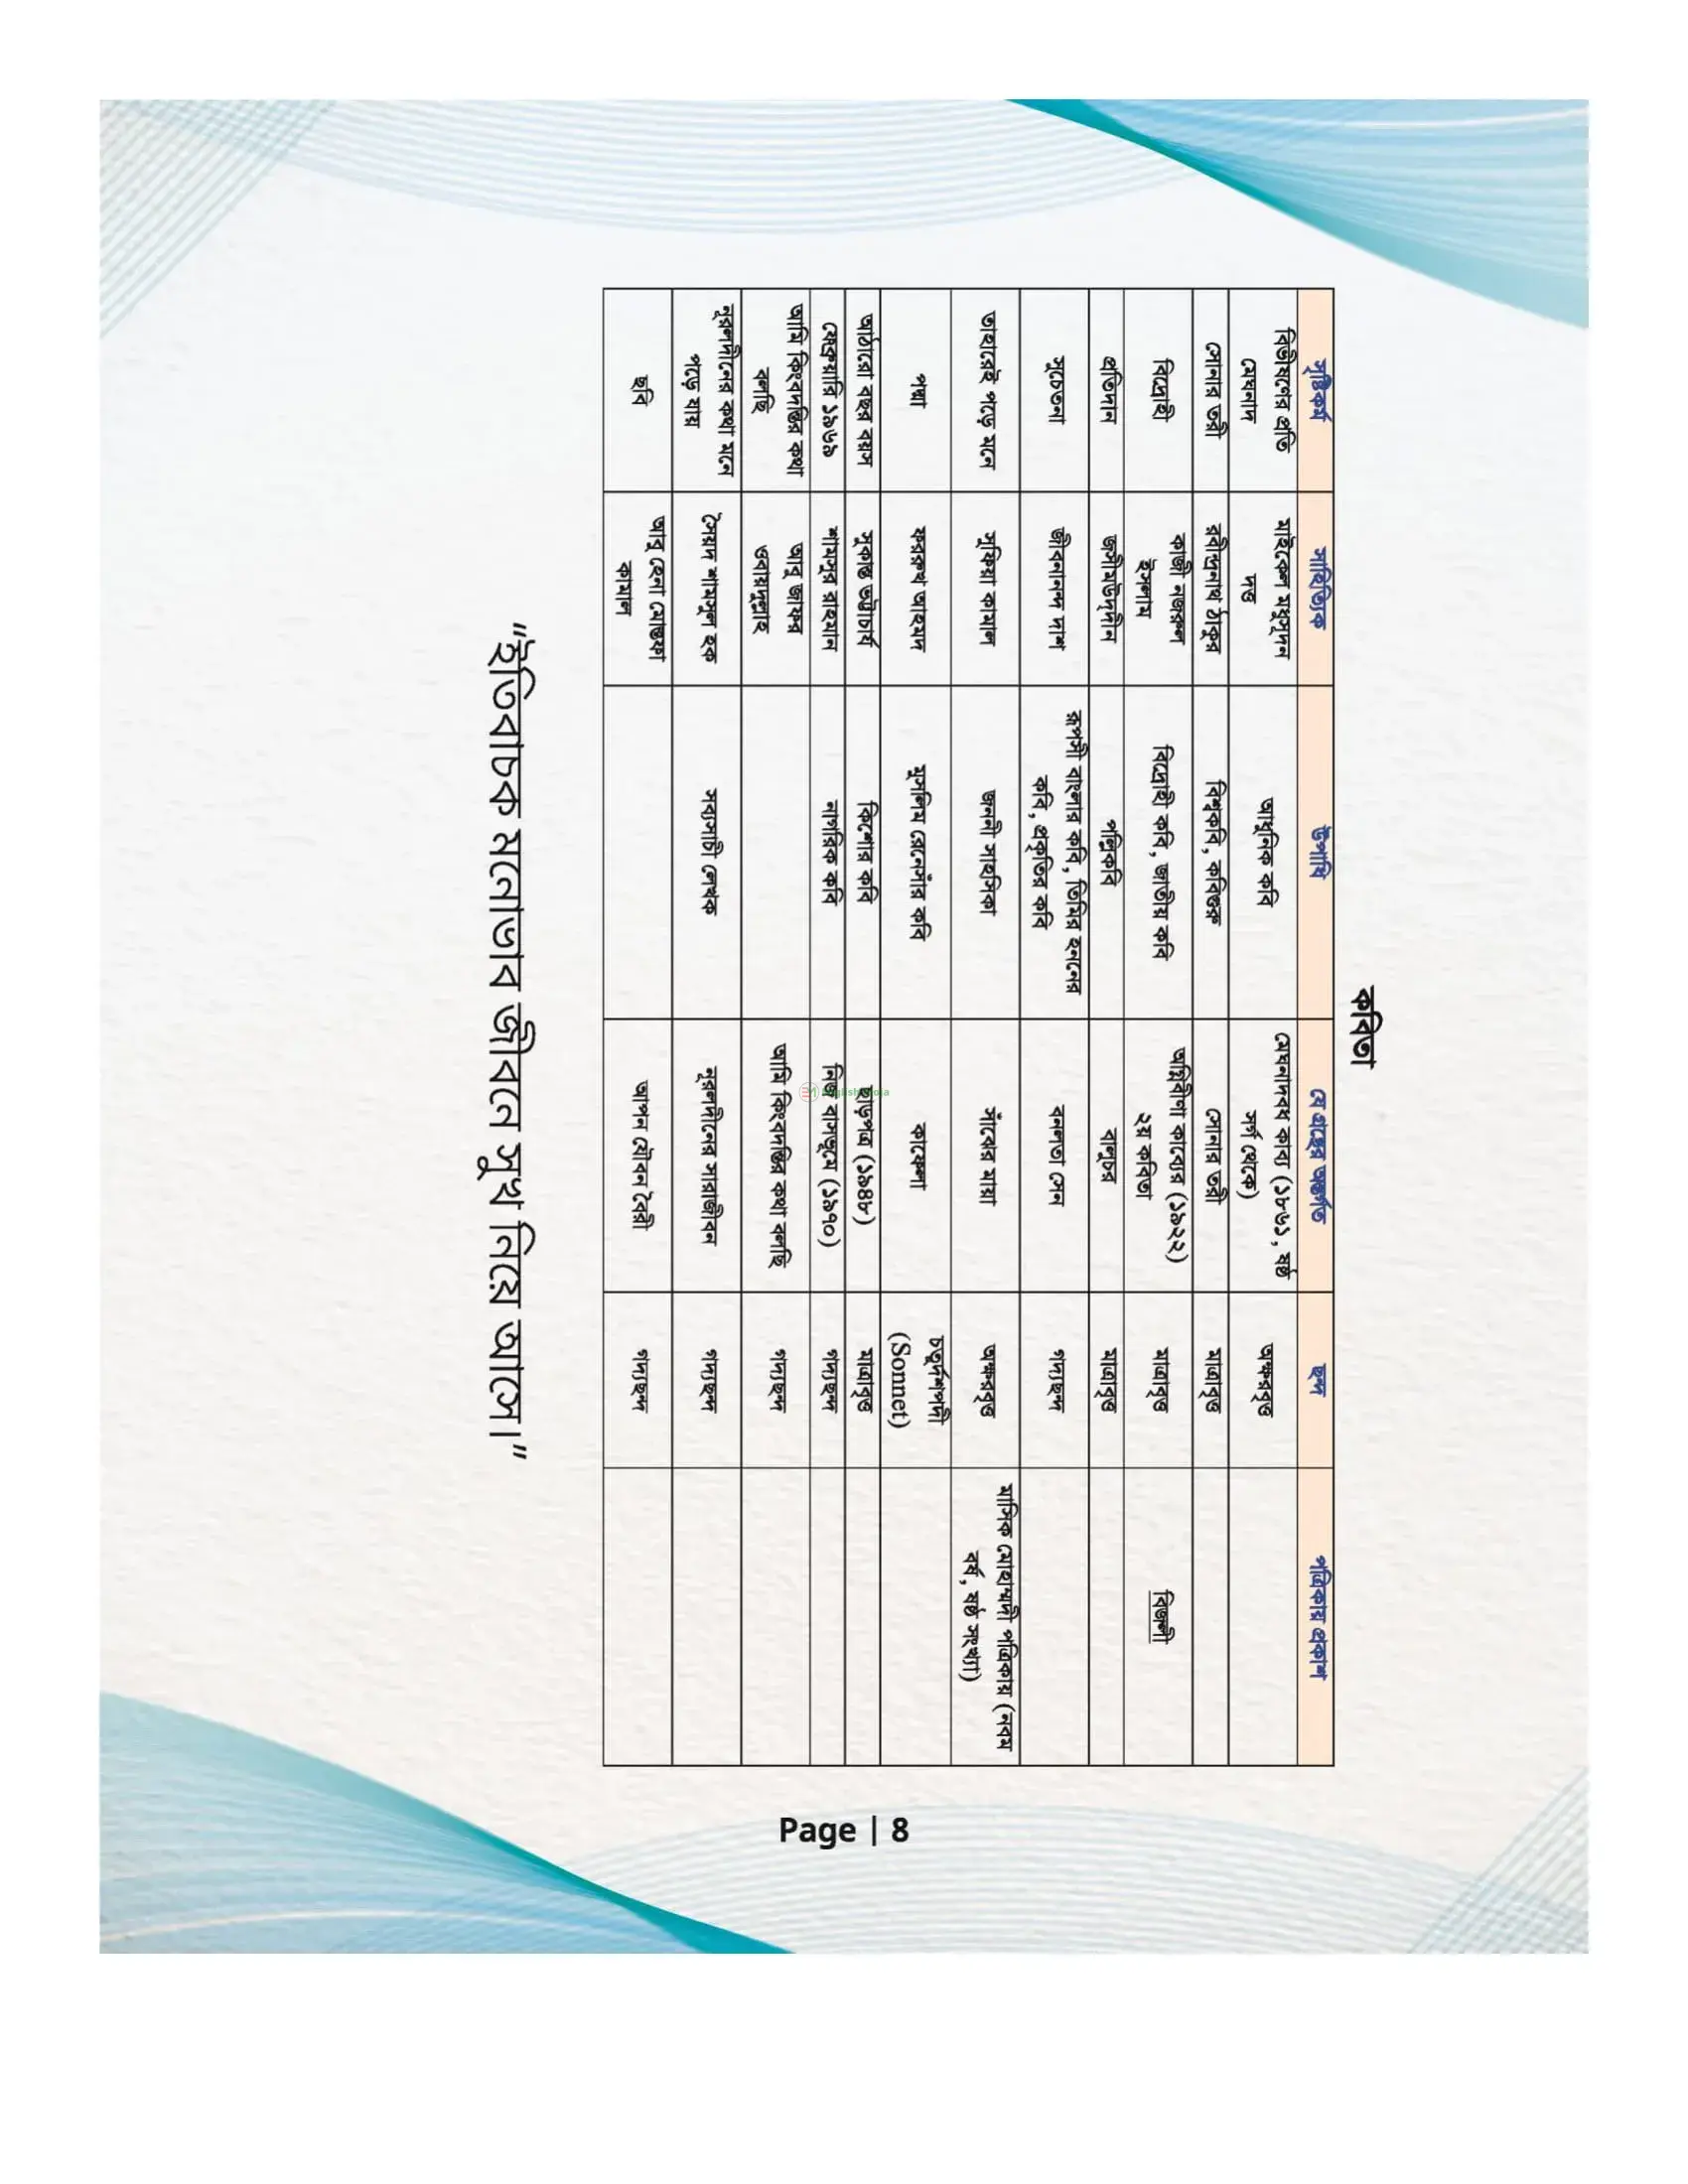 কবিতা
সৃষ্টিকর্ম সাহিত্যিক উপাধি যে গ্রন্থের অন্তর্গত ছন্দ পত্রিকায় প্রকাশ
বিভীষণের প্রতি মাইকেল মধুসূদন আধুনিক কবি মেঘনাদবধ কাব্য (১৮৬১, ষষ্ঠ অক্ষরবৃত্ত
মেঘনাদ দত্ত সর্গ থেকে)
সোনার তরী রবীন্দ্রনাথ ঠাকুর বিশ্বকবি, কবিগুরু সোনার তরী মাত্রাবৃত্ত
বিদ্রোহী কাজী নজরুল বিদ্রোহী কবি, জাতীয় কবি অগ্নিবীণা কাব্যের (১৯২২) মাত্রাবৃত্ত বিজলী
ইসলাম ২য় কবিতা
প্রতিদান জসীমউদ্‌দীন পল্লিকবি বালুচর মাত্রাবৃত্ত
সুচেতনা জীবনানন্দ দাশ রূপসী বাংলার কবি, তিমির হননের বনলতা সেন গদ্যছন্দ
কবি, প্রকৃতির কবি
তাহারেই পড়ে মনে সুফিয়া কামাল জননী সাহসিকা সাঁঝের মায়া অক্ষরবৃত্ত মাসিক মোহাম্মদী পত্রিকায় (নবম
বর্ষ, ষষ্ঠ সংখ্যা)
পদ্মা ফররুখ আহমদ মুসলিম রেনেসাঁর কবি কাফেলা চতুর্দশপদী
(Sonnet)
আঠারো বছর বয়স সুকান্ত ভট্টাচার্য কিশোর কবি ছাড়পত্র (১৯৪৮) মাত্রাবৃত্ত
ফেব্রুয়ারি ১৯৬৯ শামসুর রাহমান নাগরিক কবি নিজ বাসভূমে (১৯৭০) গদ্যছন্দ
আমি কিংবদন্তির কথা আবু জাফর আমি কিংবদন্তির কথা বলছি গদ্যছন্দ
বলছি ওবায়দুল্লাহ
নূরলদীনের কথা মনে সৈয়দ শামসুল হক সব্যসাচী লেখক নূরলদীনের সারাজীবন গদ্যছন্দ
পড়ে যায়
ছবি আবু হেনা মোস্তফা আপন যৌবন বৈরী গদ্যছন্দ
কামাল
"ইতিবাচক মনোভাব জীবনে সুখ নিয়ে আসে।"
Page | 8